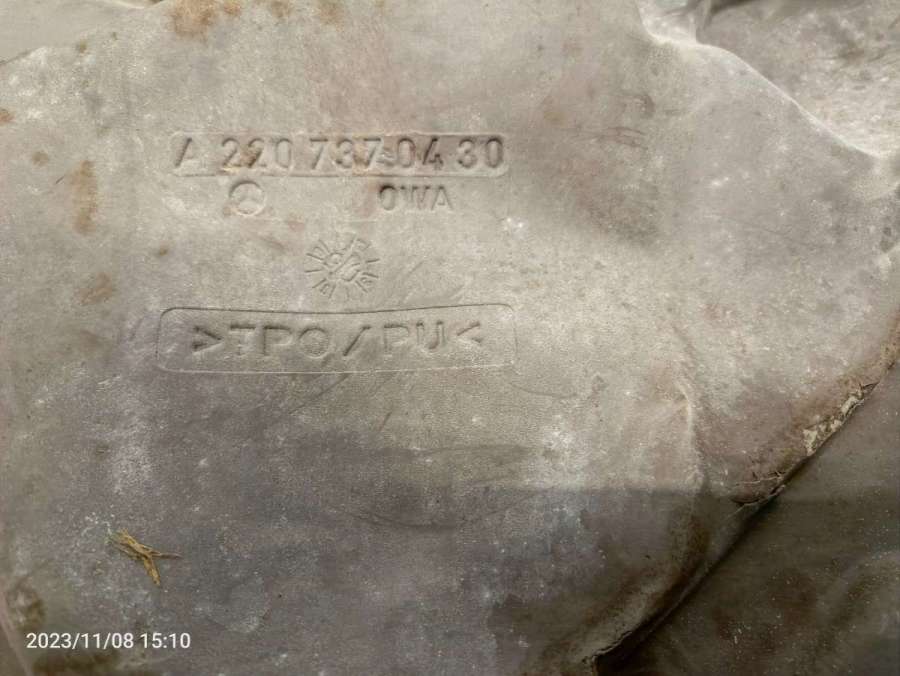 A 220 737 04 30
OWA
>TPO/PU<
2023/11/08 15:10